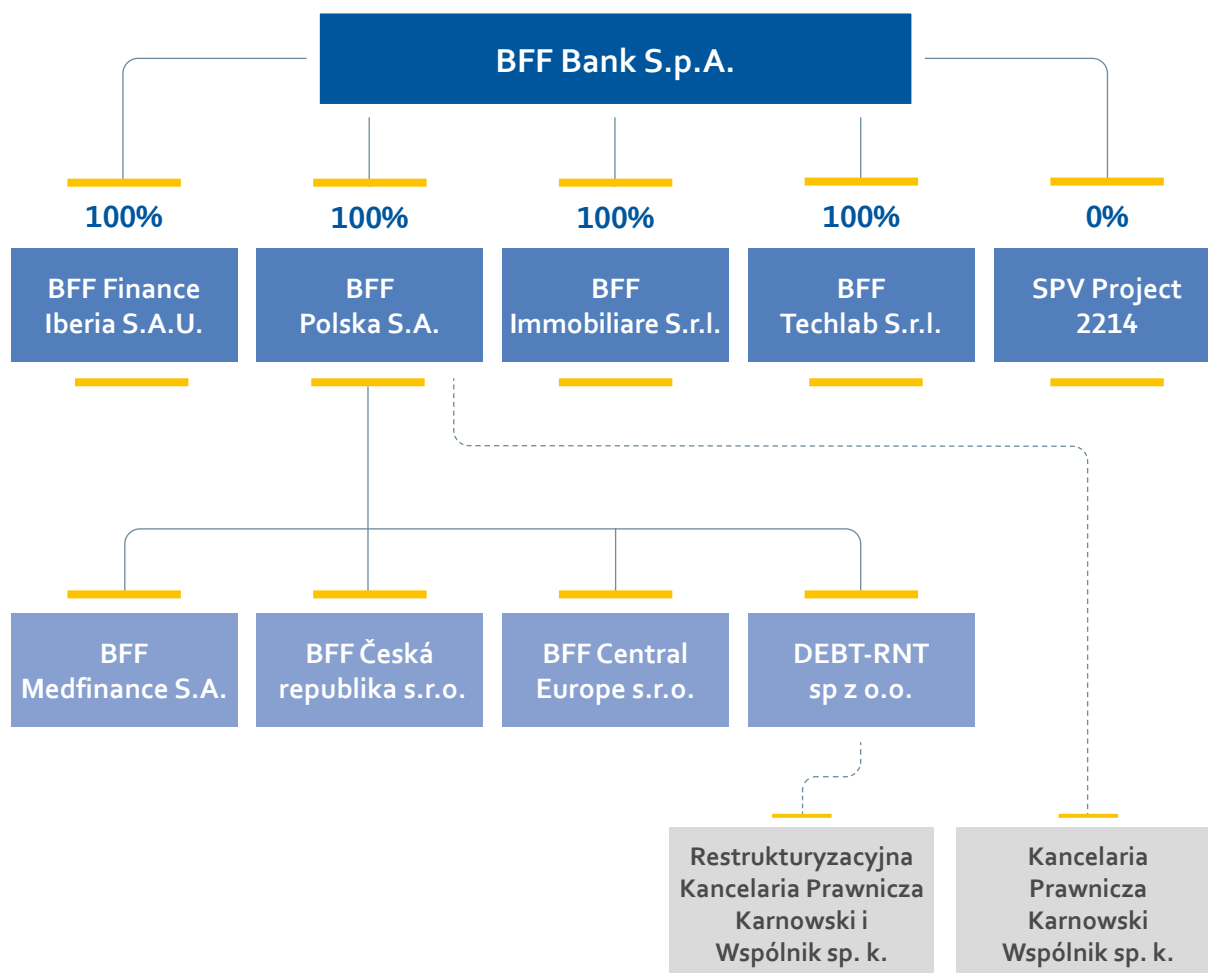 BFF Bank S.p.A.
100%
100%
100%
100%
0%
BFF Finance
Iberia S.A.U.
BFF
Polska S.A.
BFF
Immobiliare S.r.l.
BFF
Techlab S.r.l.
SPV Project
2214
BFF
Medfinance S.A.
BFF Česká
republika s.r.o.
BFF Central
Europe s.r.o.
DEBT-RNT
sp z o.o.
Restrukturyzacyjna
Kancelaria Prawnicza
Karnowski i
Wspólnik sp. k.
Kancelaria
Prawnicza
Karnowski
Wspólnik sp. k.